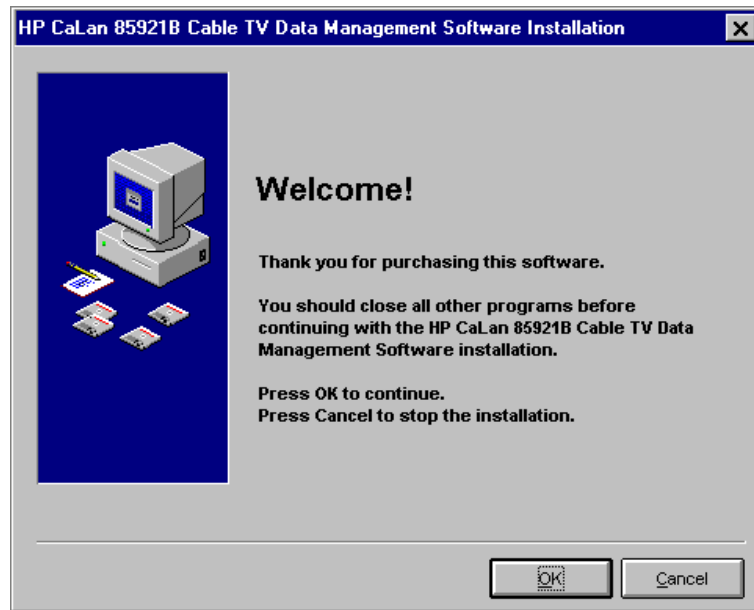 HP CaLan 85921B Cable TV Data Management Software Installation
Welcome!
Thank you for purchasing this software.
You should close all other programs before
continuing with the HP CaLan 85921B Cable TV Data
Management Software installation.
Press OK to continue.
Press Cancel to stop the installation.
OK
Cancel